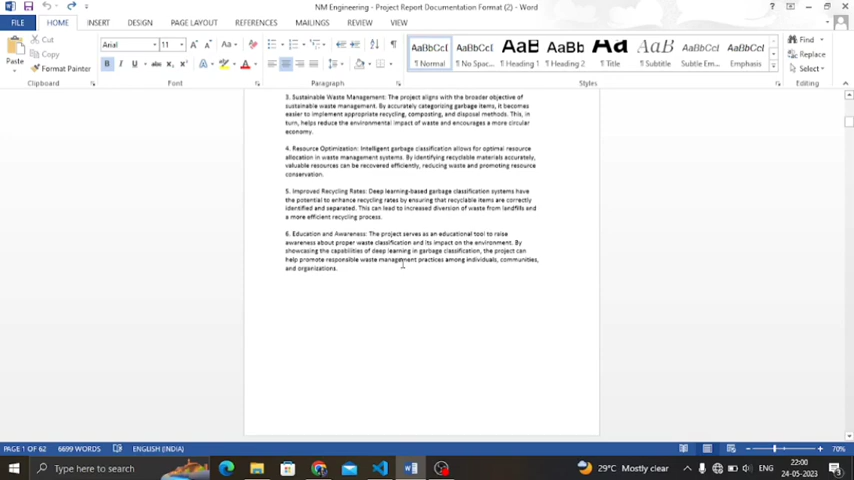 NM Engineering - Project Report Documentation Format (2) - Word
FILE HOME INSERT DESIGN PAGE LAYOUT REFERENCES MAILINGS REVIEW VIEW
Paste
Cut
Copy
Format Painter
Clipboard
Arial 11
Font
Paragraph
AaBbCcI AaBbCcI AaBb AaBb Aa AaB AaBbCcL AaBbCcL
¶ Normal ¶ No Spac... ¶ Heading 1 ¶ Heading 2 ¶ Title ¶ Subtitle Subtle Em... Emphasis
Styles
Find
Replace
Select
Editing
3. Sustainable Waste Management: The project aligns with the broader objective of
sustainable waste management. By accurately categorizing garbage items, it becomes
easier to implement appropriate recycling, composting, and disposal methods. This, in
turn, helps reduce the environmental impact of waste and encourages a more circular
economy.
4. Resource Optimization: Intelligent garbage classification allows for optimal resource
allocation in waste management systems. By identifying recyclable materials accurately,
valuable resources can be recovered efficiently, reducing waste and promoting resource
conservation.
5. Improved Recycling Rates: Deep learning-based garbage classification systems have
the potential to enhance recycling rates by ensuring that recyclable items are correctly
identified and separated. This can lead to increased diversion of waste from landfills and
a more efficient recycling process.
6. Education and Awareness: The project serves as an educational tool to raise
awareness about proper waste classification and its impact on the environment. By
showcasing the capabilities of deep learning in garbage classification, the project can
help promote responsible waste management practices among individuals, communities,
and organizations.
PAGE 1 OF 62 6699 WORDS ENGLISH (INDIA) 70%
Type here to search
29°C Mostly clear
ENG
22:00
24-05-2023